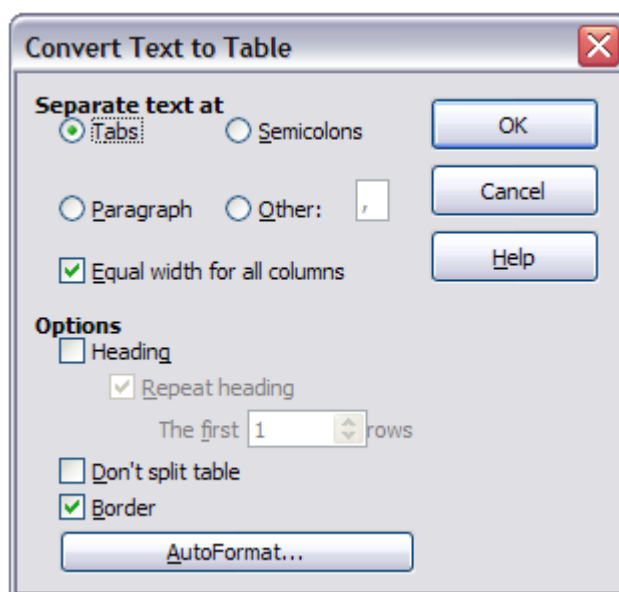 Convert Text to Table
Separate text at
Tabs
Semicolons
OK
Paragraph
Other:
,
Cancel
Equal width for all columns
Help
Options
Heading
Repeat heading
The first 1 rows
Don't split table
Border
AutoFormat...